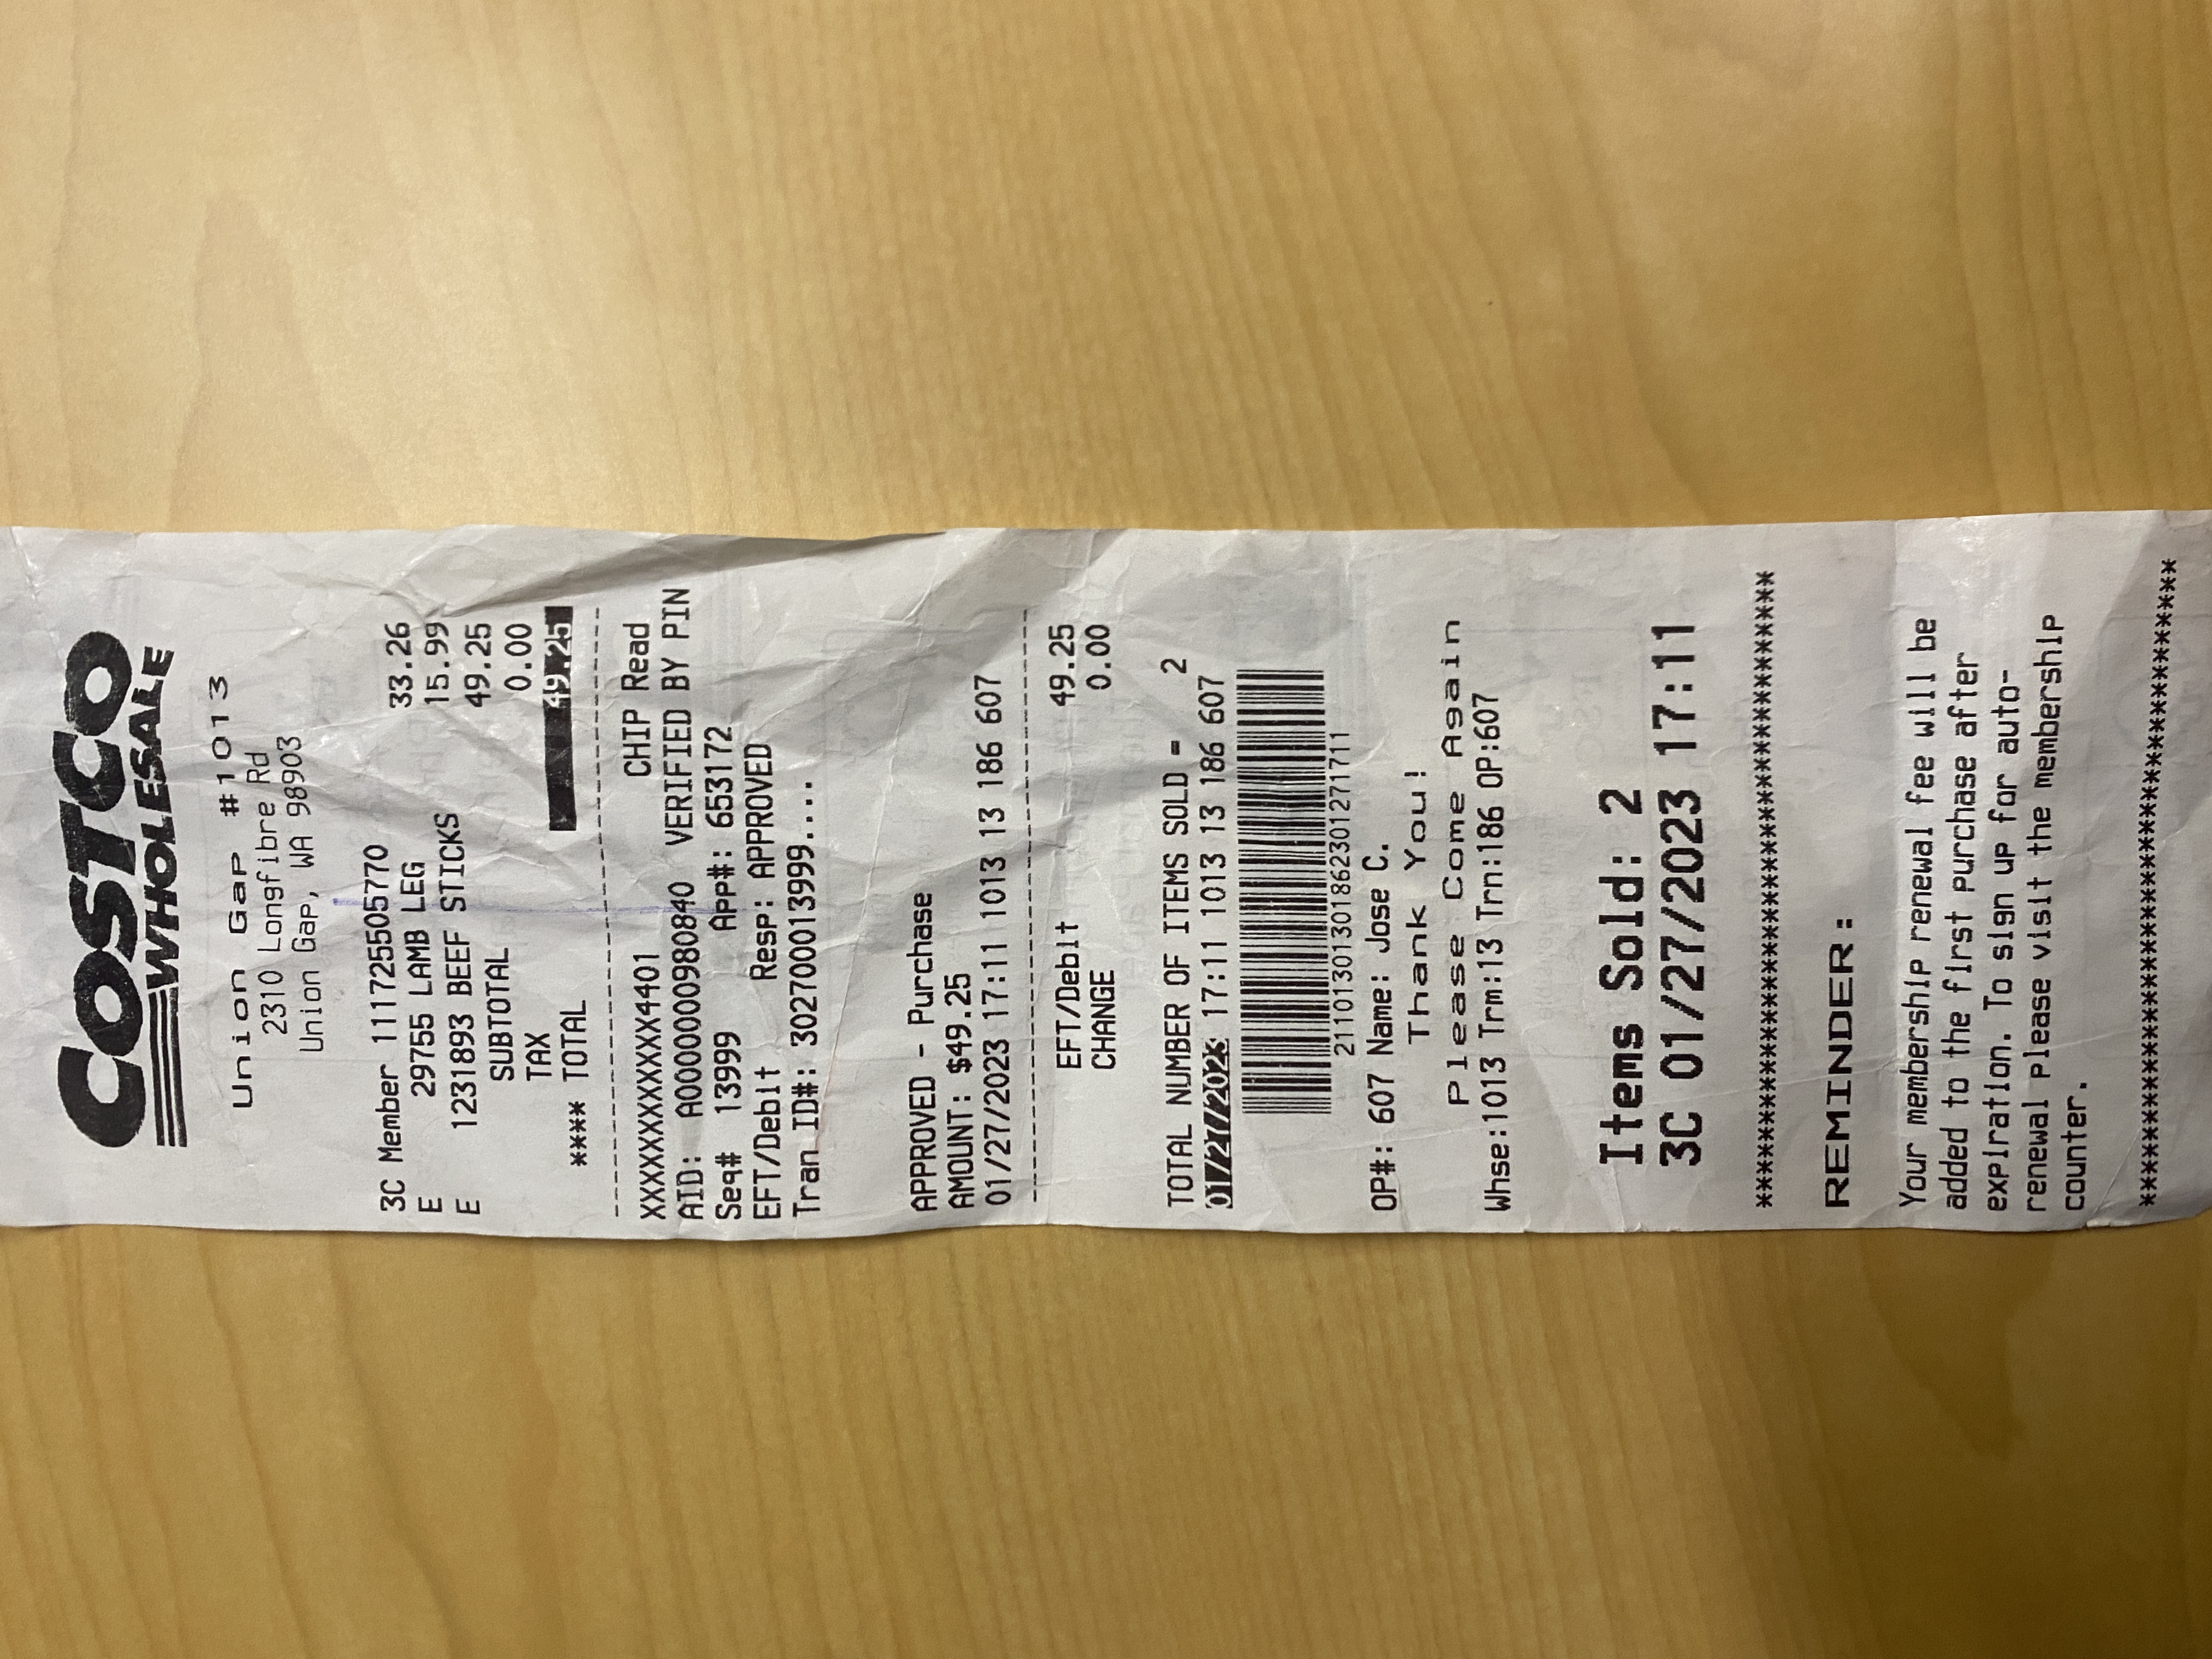 COSTCO
WHOLESALE
Union Gap #1013
2310 Longfibre Rd
Union Gap, WA 98903
3C Member 111725505770
E 29755 LAMB LEG 33.26
E 1231893 BEEF STICKS 15.99
SUBTOTAL 49.25
TAX 0.00
**** TOTAL 49.25
XXXXXXXXXXXX4401 CHIP Read
AID: A0000000980840 VERIFIED BY PIN
Seq# 13999 App#: 653172
EFT/Debit Resp: APPROVED
Tran ID#: 302700013999....
APPROVED - Purchase
AMOUNT: $49.25
01/27/2023 17:11 1013 13 186 607
EFT/Debit 49.25
CHANGE 0.00
TOTAL NUMBER OF ITEMS SOLD = 2
01/27/2023 17:11 1013 13 186 607
21101301301862301271711
OP#: 607 Name: Jose C.
Thank You!
Please Come Again
Whse:1013 Trm:13 Trn:186 OP:607
Items Sold: 2
3C 01/27/2023 17:11
**************************************
REMINDER:
Your membership renewal fee will be
added to the first purchase after
expiration. To sign up for auto-
renewal please visit the membership
counter.
***************************************